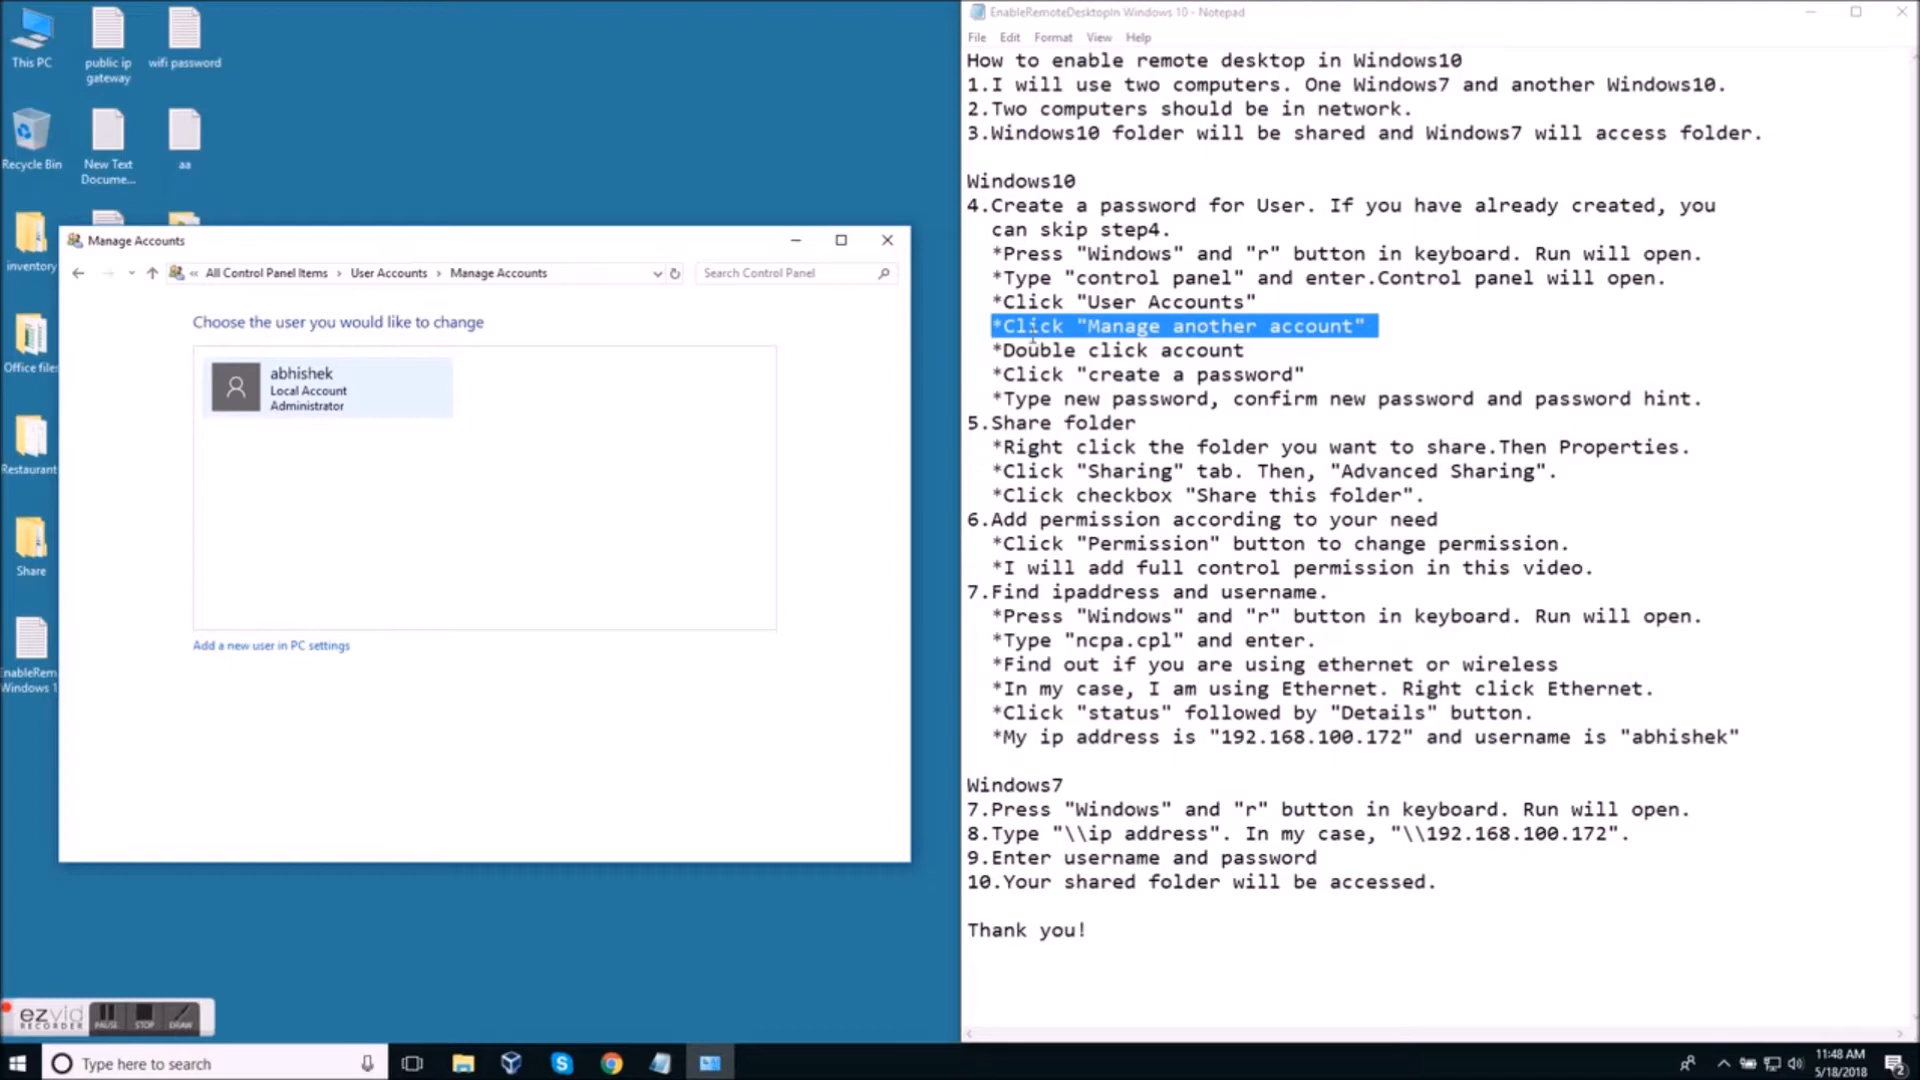 This PC
public ip
gateway
wifi password
Recycle Bin
New Text
Docume...
aa
inventory
Office files
Restaurant
Share
EnableRem
Windows 1
Manage Accounts
« All Control Panel Items › User Accounts › Manage Accounts
Search Control Panel
Choose the user you would like to change
abhishek
Local Account
Administrator
Add a new user in PC settings
EnableRemoteDesktopIn Windows 10 - Notepad
File Edit Format View Help
How to enable remote desktop in Windows10
1.I will use two computers. One Windows7 and another Windows10.
2.Two computers should be in network.
3.Windows10 folder will be shared and Windows7 will access folder.
Windows10
4.Create a password for User. If you have already created, you
can skip step4.
*Press "Windows" and "r" button in keyboard. Run will open.
*Type "control panel" and enter.Control panel will open.
*Click "User Accounts"
*Click "Manage another account"
*Double click account
*Click "create a password"
*Type new password, confirm new password and password hint.
5.Share folder
*Right click the folder you want to share.Then Properties.
*Click "Sharing" tab. Then, "Advanced Sharing".
*Click checkbox "Share this folder".
6.Add permission according to your need
*Click "Permission" button to change permission.
*I will add full control permission in this video.
7.Find ipaddress and username.
*Press "Windows" and "r" button in keyboard. Run will open.
*Type "ncpa.cpl" and enter.
*Find out if you are using ethernet or wireless
*In my case, I am using Ethernet. Right click Ethernet.
*Click "status" followed by "Details" button.
*My ip address is "192.168.100.172" and username is "abhishek"
Windows7
7.Press "Windows" and "r" button in keyboard. Run will open.
8.Type "\\ip address". In my case, "\\192.168.100.172".
9.Enter username and password
10.Your shared folder will be accessed.
Thank you!
ezvid
RECORDER
PAUSE STOP DRAW
Type here to search
11:48 AM
5/18/2018
2